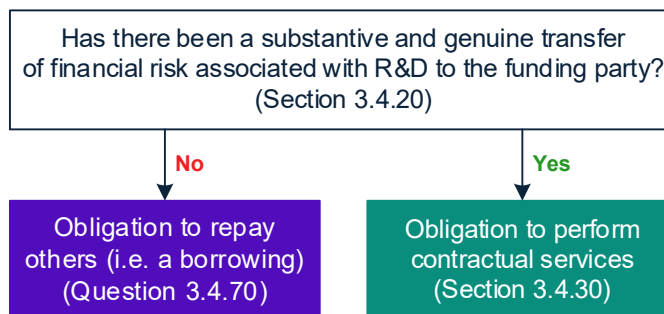 Has there been a substantive and genuine transfer
of financial risk associated with R&D to the funding party?
(Section 3.4.20)
No
Yes
Obligation to repay
others (i.e. a borrowing)
(Question 3.4.70)
Obligation to perform
contractual services
(Section 3.4.30)